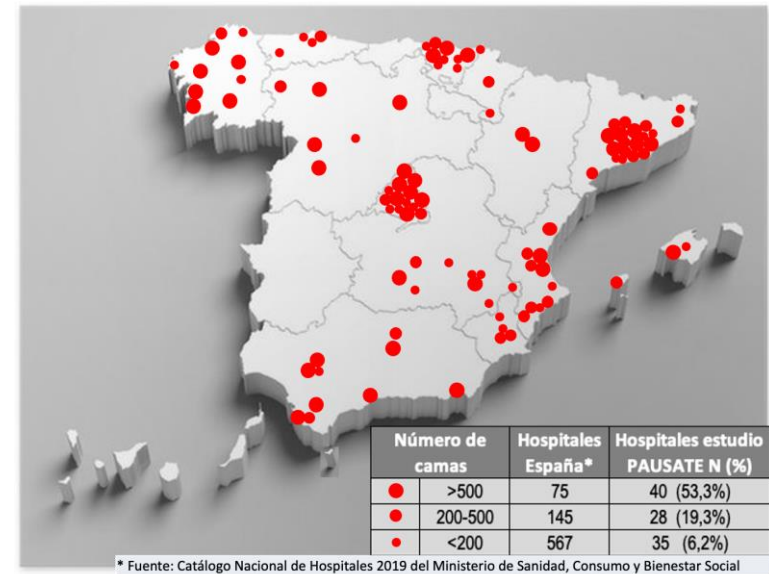 Número de camas Hospitales España* Hospitales estudio PAUSATE N (%)
>500 75 40 (53,3%)
200-500 145 28 (19,3%)
<200 567 35 (6,2%)
* Fuente: Catálogo Nacional de Hospitales 2019 del Ministerio de Sanidad, Consumo y Bienestar Social